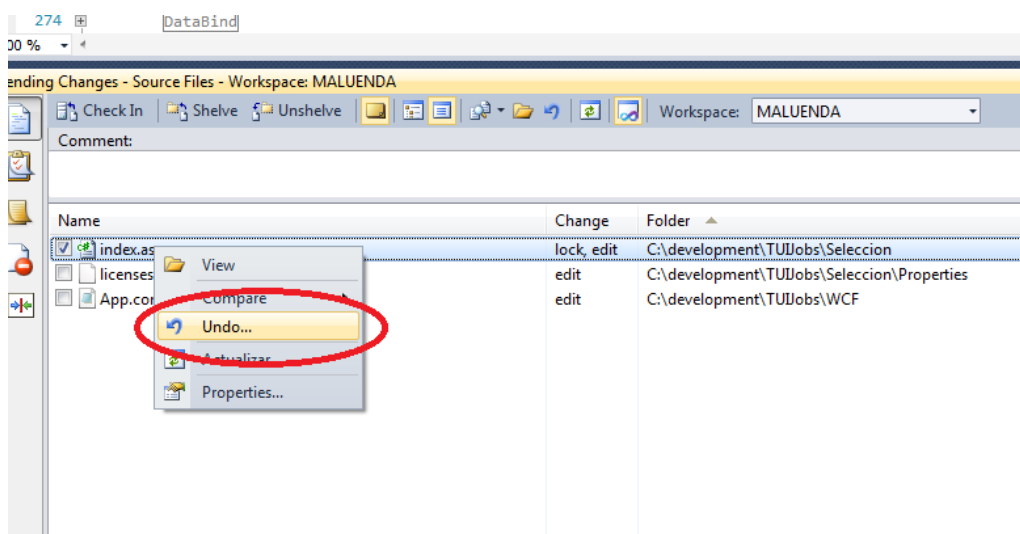 274 DataBind
00 %
ending Changes - Source Files - Workspace: MALUENDA
Check In Shelve Unshelve Workspace: MALUENDA
Comment:
Name Change Folder
index.as lock, edit C:\development\TUIJobs\Seleccion
licenses edit C:\development\TUIJobs\Seleccion\Properties
App.cor edit C:\development\TUIJobs\WCF
View
Compare
Undo...
Actualizar
Properties...